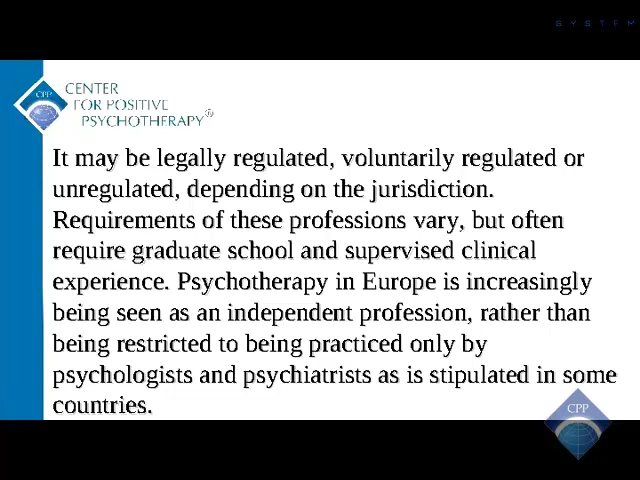 SYSTEM
CPP
CENTER
FOR POSITIVE
PSYCHOTHERAPY®
It may be legally regulated, voluntarily regulated or
unregulated, depending on the jurisdiction.
Requirements of these professions vary, but often
require graduate school and supervised clinical
experience. Psychotherapy in Europe is increasingly
being seen as an independent profession, rather than
being restricted to being practiced only by
psychologists and psychiatrists as is stipulated in some
countries.
CPP